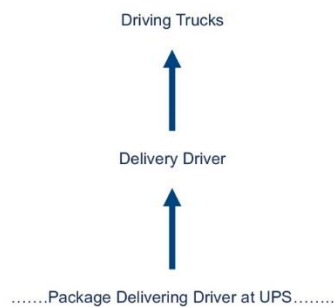 Driving Trucks
Delivery Driver
.......Package Delivering Driver at UPS........